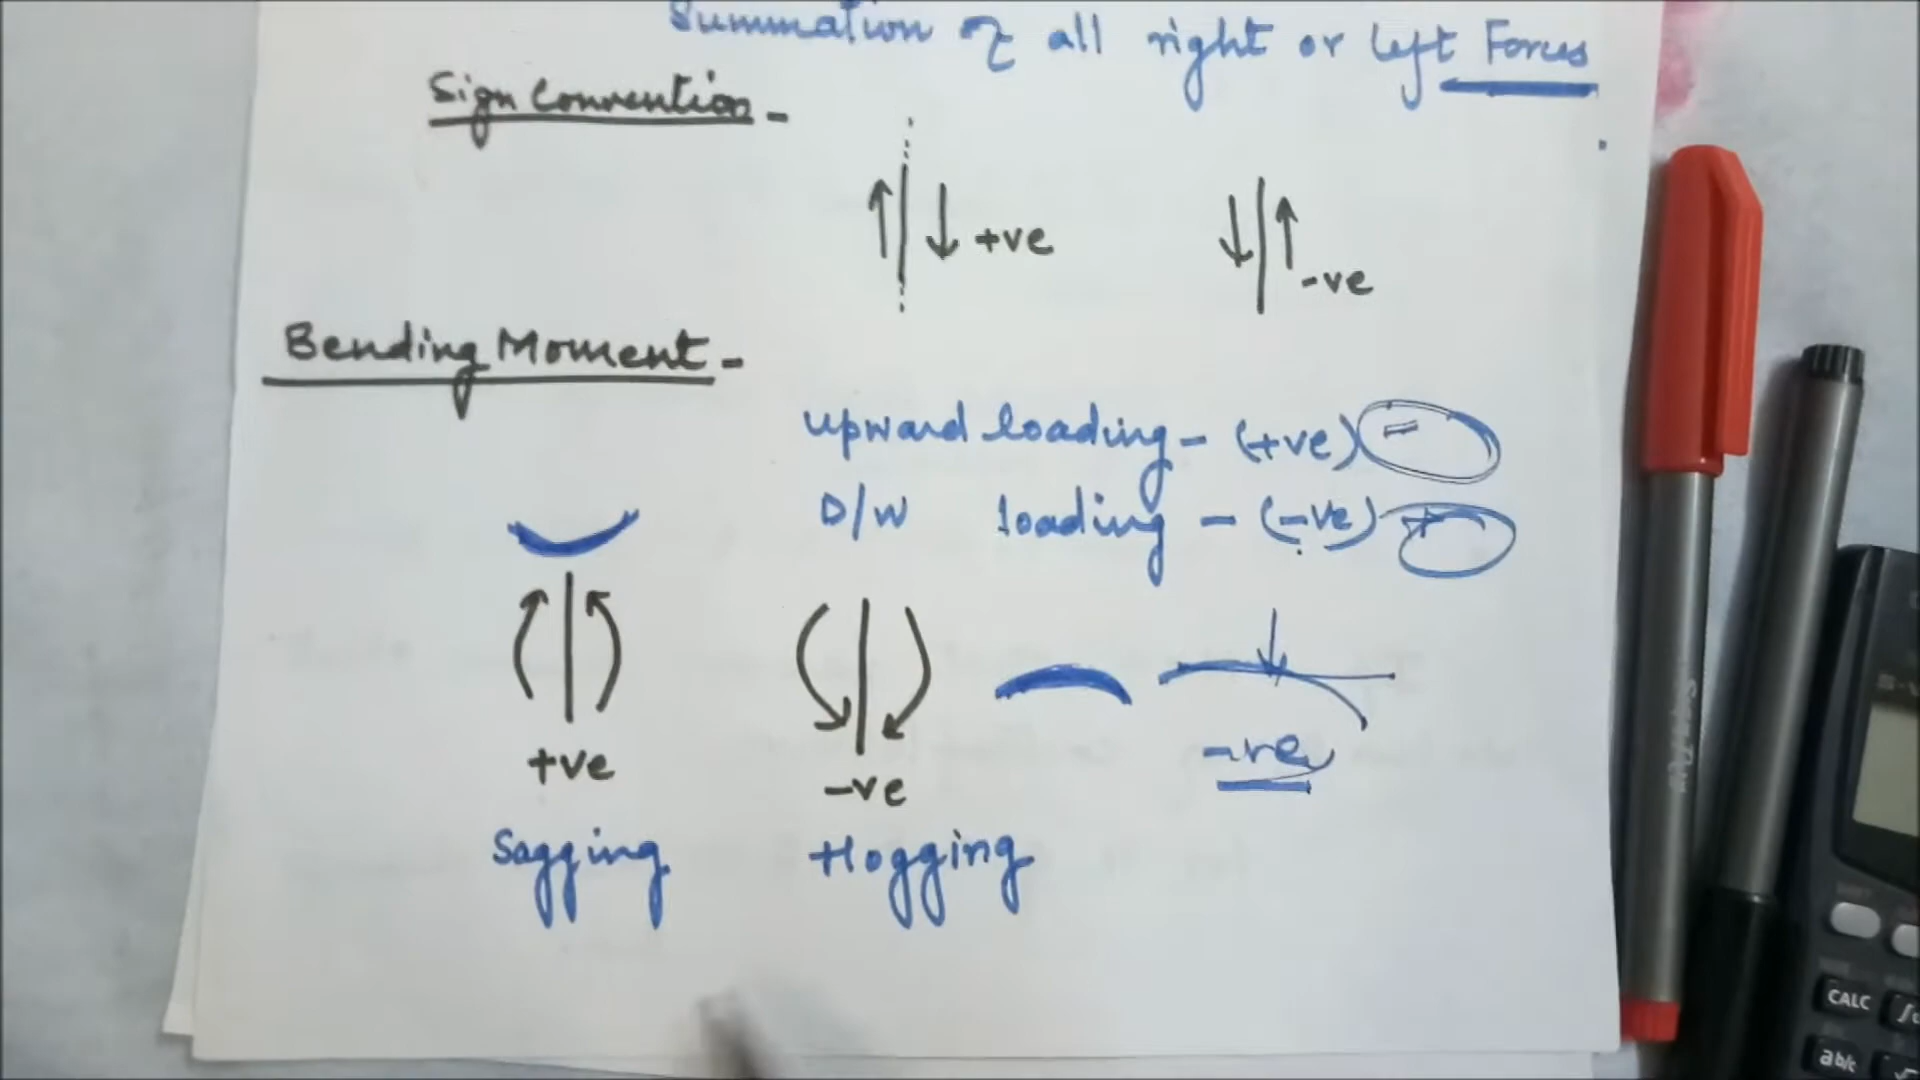 Summation of all right or left Forces
Sign Convention -
↑|↓ +ve
↓|↑ -ve
Bending Moment -
upward loading - (+ve) =
D/W loading - (-ve) +
+ve
-ve
-ve
Sagging
Hogging
CALC
ab/c